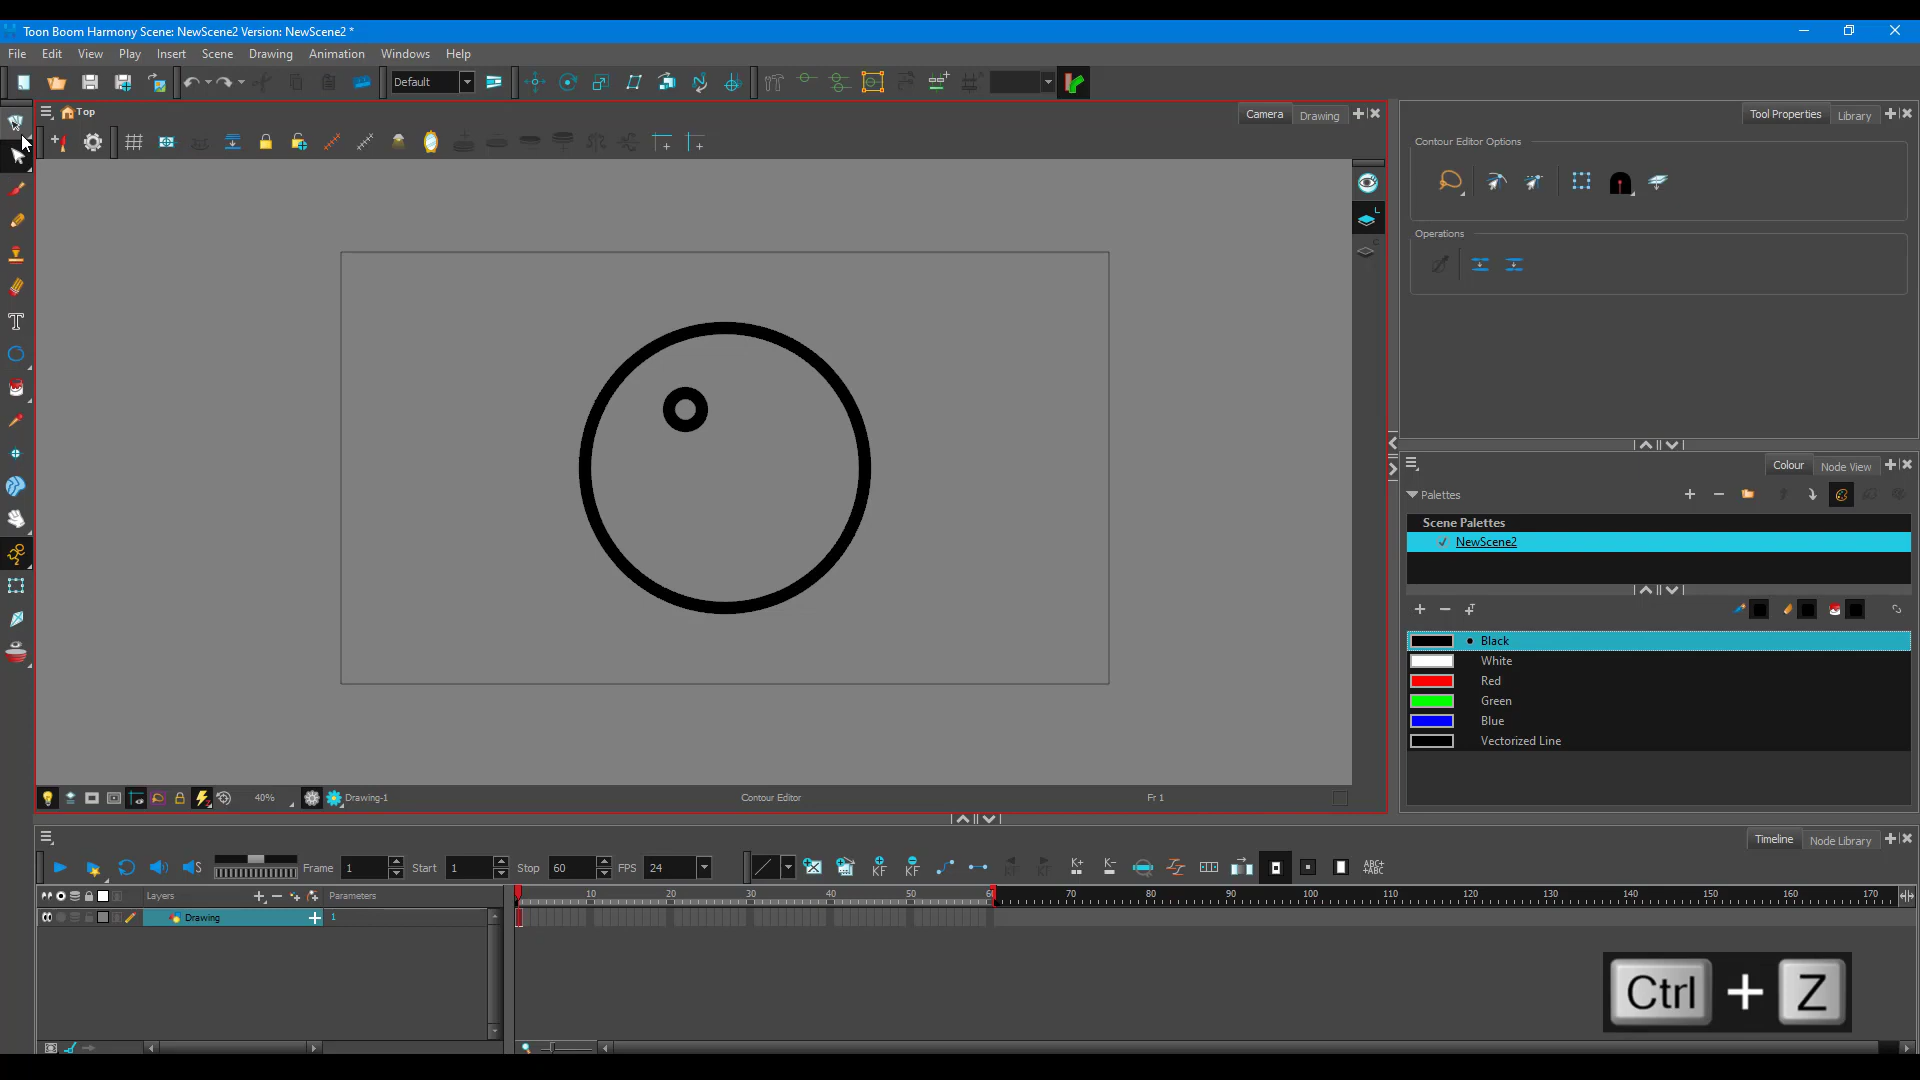 Toon Boom Harmony Scene: NewScene2 Version: NewScene2 *
File Edit View Play Insert Scene Drawing Animation Windows Help
Default
Top
Camera
Drawing
Tool Properties
Library
Contour Editor Options
Operations
Colour
Node View
Palettes
Scene Palettes
NewScene2
Black
White
Red
Green
Blue
Vectorized Line
40%
Drawing-1
Contour Editor
Fr 1
Timeline
Node Library
Frame 1 Start 1 Stop 60 FPS 24
Layers
Parameters
10 20 30 40 50 60 70 80 90 100 110 120 130 140 150 160 170
Drawing
1
Ctrl + Z